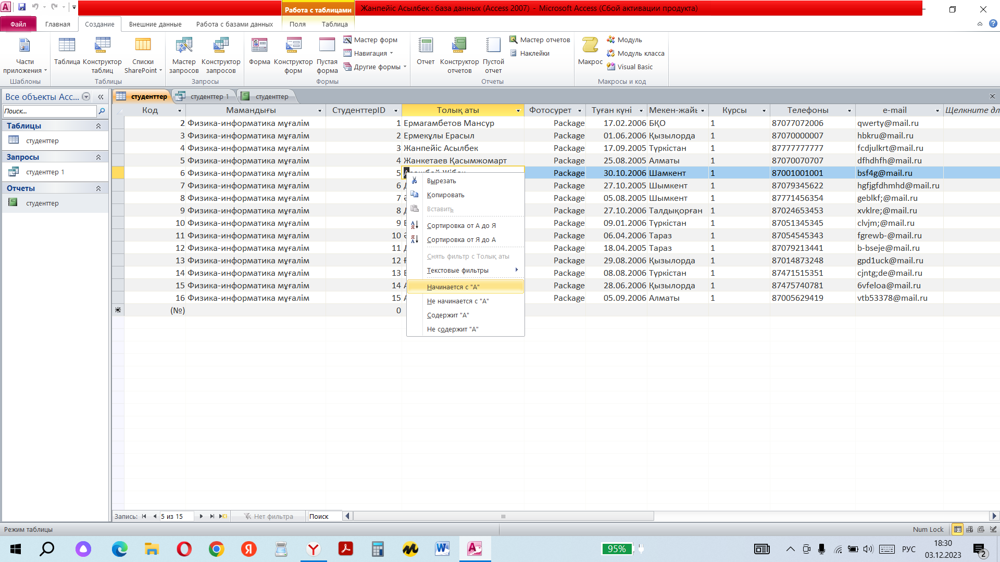 Работа с таблицами
Жанпейіс Асылбек : база данных (Access 2007) - Microsoft Access (Сбой активации продукта)
Файл Главная Создание Внешние данные Работа с базами данных Поля Таблица
Части приложения
Таблица
Конструктор таблиц
Списки SharePoint
Мастер запросов
Конструктор запросов
Форма
Конструктор форм
Пустая форма
Мастер форм
Навигация
Другие формы
Отчет
Конструктор отчетов
Пустой отчет
Мастер отчетов
Наклейки
Макрос
Модуль
Модуль класса
Visual Basic
Шаблоны Таблицы Запросы Формы Отчеты Макросы и код
Все объекты Acc...
Поиск...
Таблицы
студенттер
Запросы
студенттер 1
Отчеты
студенттер
студенттер студенттер 1 студенттер
Код Мамандығы СтуденттерID Толық аты Фотосурет Туған күні Мекен-жайь Курсы Телефоны e-mail Щелкните дл
2 Физика-информатика мұғалім 1 Ермагамбетов Мансур Package 17.02.2006 БҚО 1 87077072006 qwerty@mail.ru
3 Физика-информатика мұғалім 2 Ермекұлы Ерасыл Package 01.06.2006 Қызылорда 1 87070000007 hbkru@mail.ru
4 Физика-информатика мұғалім 3 Жанпейіс Асылбек Package 17.09.2005 Түркістан 1 87777777777 fcdjulkrt@mail.ru
5 Физика-информатика мұғалім 4 Жанкетаев Қасымжомарт Package 25.08.2005 Алматы 1 87070070707 dfhdhfh@mail.ru
6 Физика-информатика мұғалім 5 Package 30.10.2006 Шамкент 1 87001001001 bsf4g@mail.ru
7 Физика-информатика мұғалім 6 Package 27.10.2005 Шымкент 1 87079345622 hgfjgfdhmhd@mail.ru
8 Физика-информатика мұғалім 7 Package 05.08.2005 Шымкент 1 87771456354 geblkf;@mail.ru
9 Физика-информатика мұғалім 8 Package 27.10.2006 Талдықорған 1 87024653453 xvklre;@mail.ru
10 Физика-информатика мұғалім 9 Package 09.01.2006 Түркістан 1 87051345345 clvjm;@mail.ru
11 Физика-информатика мұғалім 10 Package 06.04.2006 Тараз 1 87054545343 fgrewb-@mail.ru
12 Физика-информатика мұғалім 11 Package 18.04.2005 Тараз 1 87079213441 b-bseje@mail.ru
13 Физика-информатика мұғалім 12 Package 29.08.2006 Қызылорда 1 87014873248 gpd1uck@mail.ru
14 Физика-информатика мұғалім 13 Package 08.08.2006 Түркістан 1 87471515351 cjntg;de@mail.ru
15 Физика-информатика мұғалім 14 Package 28.06.2006 Қызылорда 1 87475740781 6vfeloa@mail.ru
16 Физика-информатика мұғалім 15 Package 05.09.2006 Алматы 1 87005629419 vtb53378@mail.ru
(№) 0
Вырезать
Копировать
Вставить
Сортировка от А до Я
Сортировка от Я до А
Снять фильтр с Толық аты
Текстовые фильтры
Начинается с "А"
Не начинается с "А"
Содержит "А"
Не содержит "А"
Запись: 5 из 15 Нет фильтра Поиск
Режим таблицы Num Lock
95% РУС 18:30
03.12.2023 2